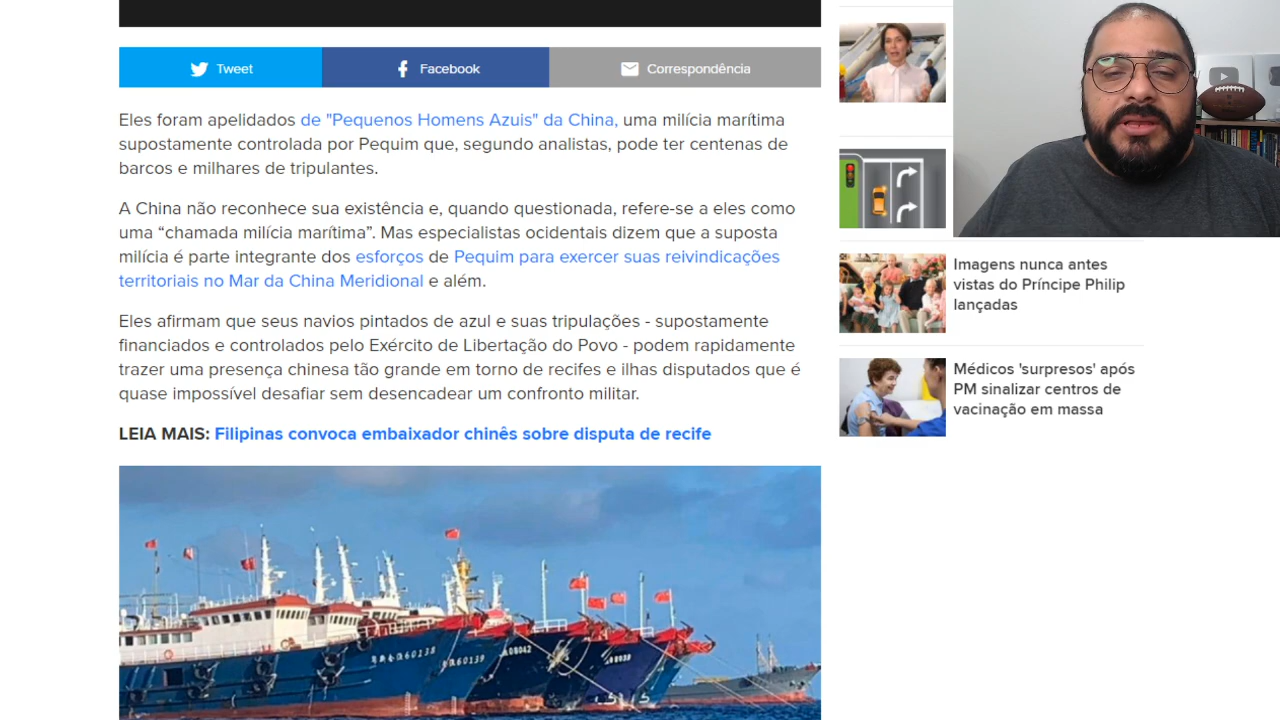 Tweet
Facebook
Correspondência
Eles foram apelidados de "Pequenos Homens Azuis" da China, uma milícia marítima
supostamente controlada por Pequim que, segundo analistas, pode ter centenas de
barcos e milhares de tripulantes.
A China não reconhece sua existência e, quando questionada, refere-se a eles como
uma “chamada milícia marítima”. Mas especialistas ocidentais dizem que a suposta
milícia é parte integrante dos esforços de Pequim para exercer suas reivindicações
territoriais no Mar da China Meridional e além.
Eles afirmam que seus navios pintados de azul e suas tripulações - supostamente
financiados e controlados pelo Exército de Libertação do Povo - podem rapidamente
trazer uma presença chinesa tão grande em torno de recifes e ilhas disputados que é
quase impossível desafiar sem desencadear um confronto militar.
LEIA MAIS: Filipinas convoca embaixador chinês sobre disputa de recife
60138
60139
Imagens nunca antes
vistas do Príncipe Philip
lançadas
Médicos 'surpresos' após
PM sinalizar centros de
vacinação em massa